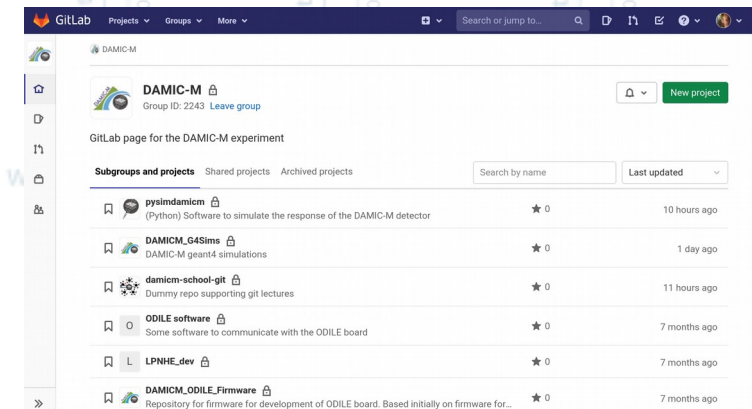 GitLab Projects Groups More Search or jump to...
DAMIC-M
DAMIC-M
Group ID: 2243 Leave group
New project
GitLab page for the DAMIC-M experiment
Subgroups and projects Shared projects Archived projects Search by name Last updated
pysimdamicm
(Python) Software to simulate the response of the DAMIC-M detector
0 10 hours ago
DAMICM_G4Sims
DAMIC-M geant4 simulations
0 1 day ago
damicm-school-git
Dummy repo supporting git lectures
0 11 hours ago
O ODILE software
Some software to communicate with the ODILE board
0 7 months ago
L LPNHE_dev 0 7 months ago
DAMICM_ODILE_Firmware
Repository for firmware for development of ODILE board. Based initially on firmware for...
0 7 months ago